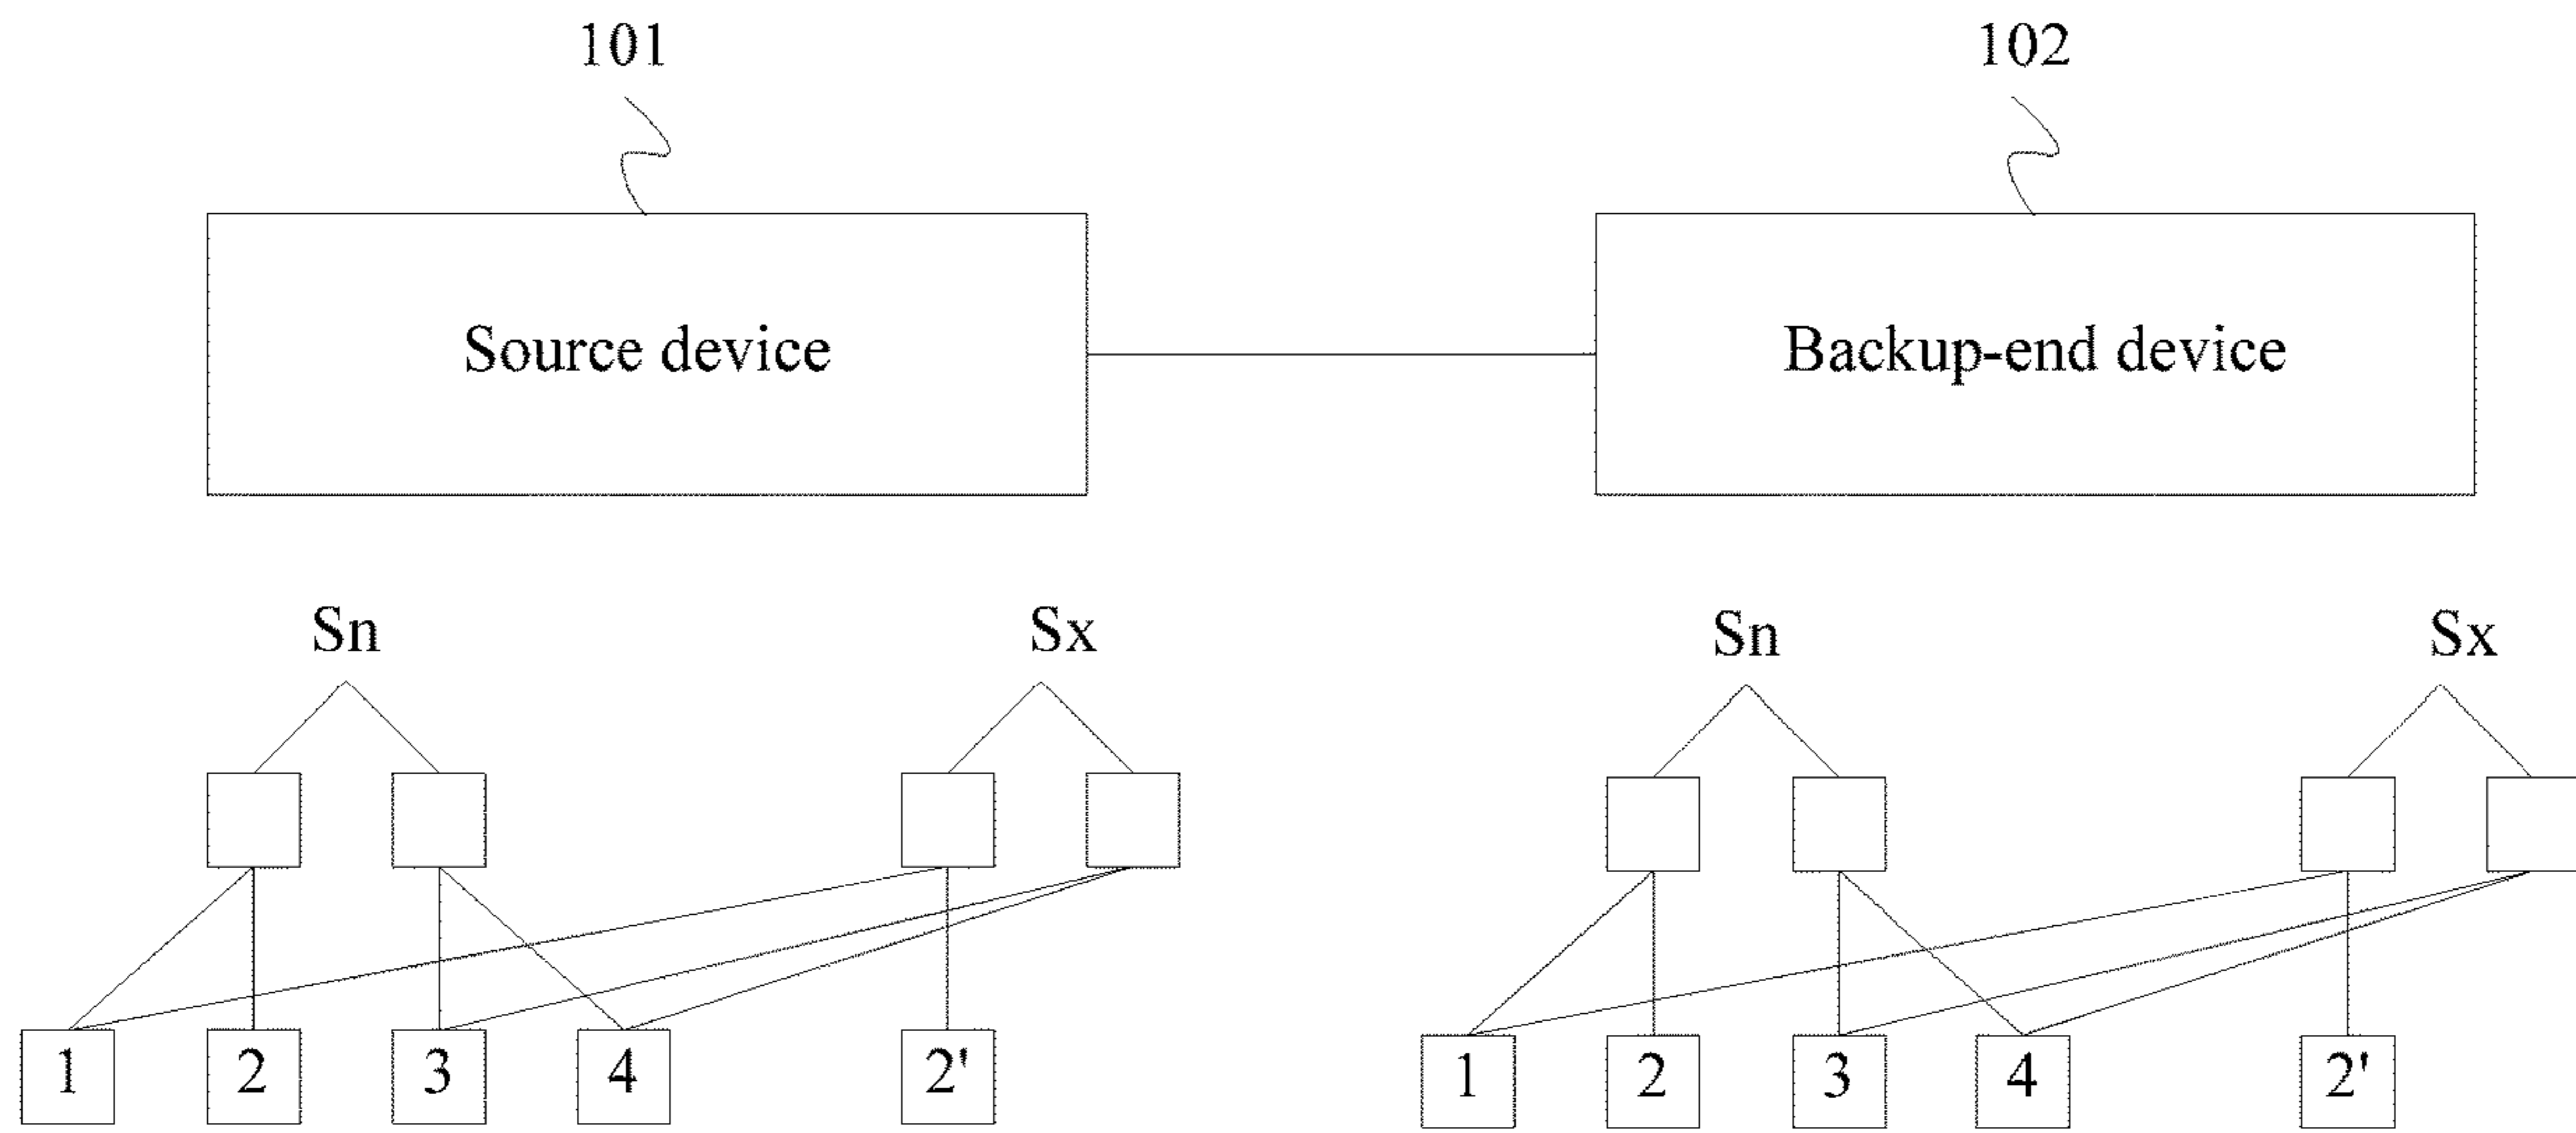 101 102
Source device Backup-end device
Sn Sx Sn Sx
1 2 3 4 2' 1 2 3 4 2'